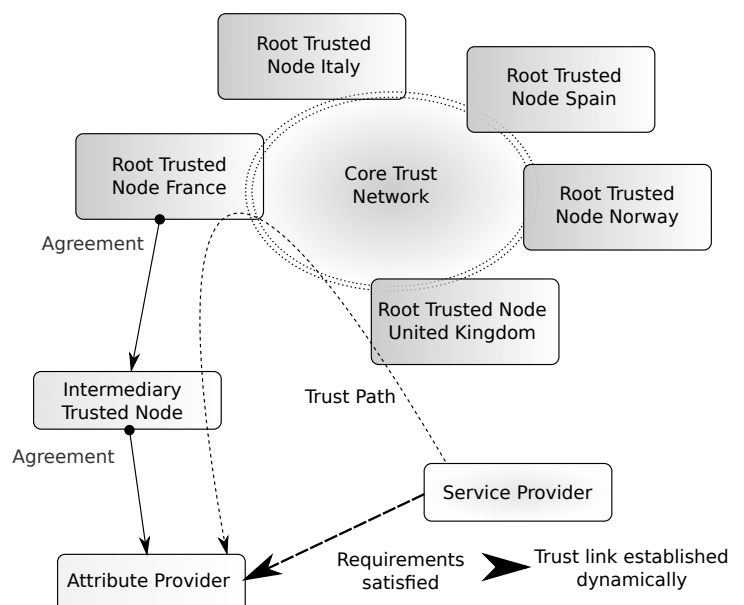 Root Trusted
Node Italy
Root Trusted
Node Spain
Root Trusted
Node France
Core Trust
Network
Root Trusted
Node Norway
Agreement
Root Trusted Node
United Kingdom
Intermediary
Trusted Node
Trust Path
Agreement
Service Provider
Attribute Provider
Requirements
satisfied
Trust link established
dynamically